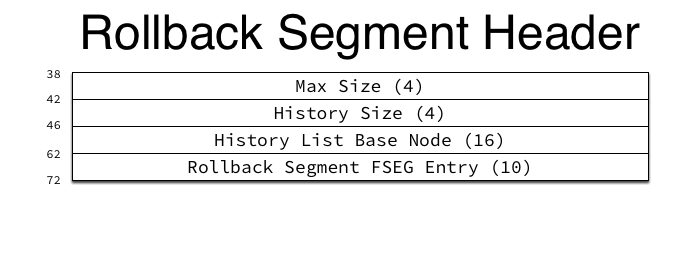 Rollback Segment Header
38
Max Size (4)
42
History Size (4)
46
History List Base Node (16)
62
Rollback Segment FSEG Entry (10)
72